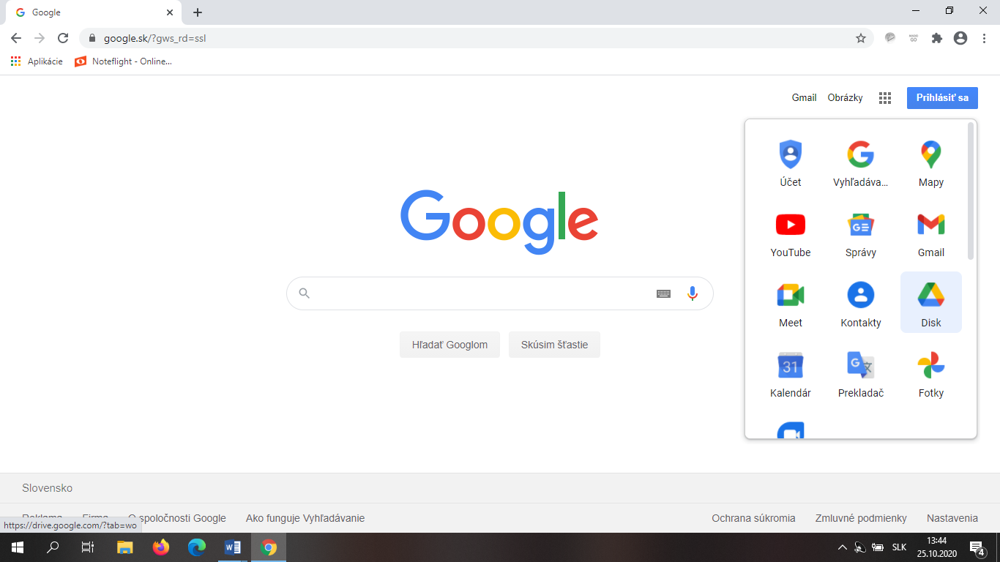 Google
google.sk/?gws_rd=ssl
MAGIC GO
Aplikácie
Noteflight - Online...
Gmail
Obrázky
Prihlásiť sa
Účet
Vyhľadáva...
Mapy
YouTube
Správy
Gmail
Meet
Kontakty
Disk
31
Kalendár
Prekladač
Fotky
Google
Hľadať Googlom
Skúsim šťastie
Slovensko
Reklama
Firma
O spoločnosti Google
Ako funguje Vyhľadávanie
Ochrana súkromia
Zmluvné podmienky
Nastavenia
https://drive.google.com/?tab=wo
SLK
13:44
25.10.2020
4